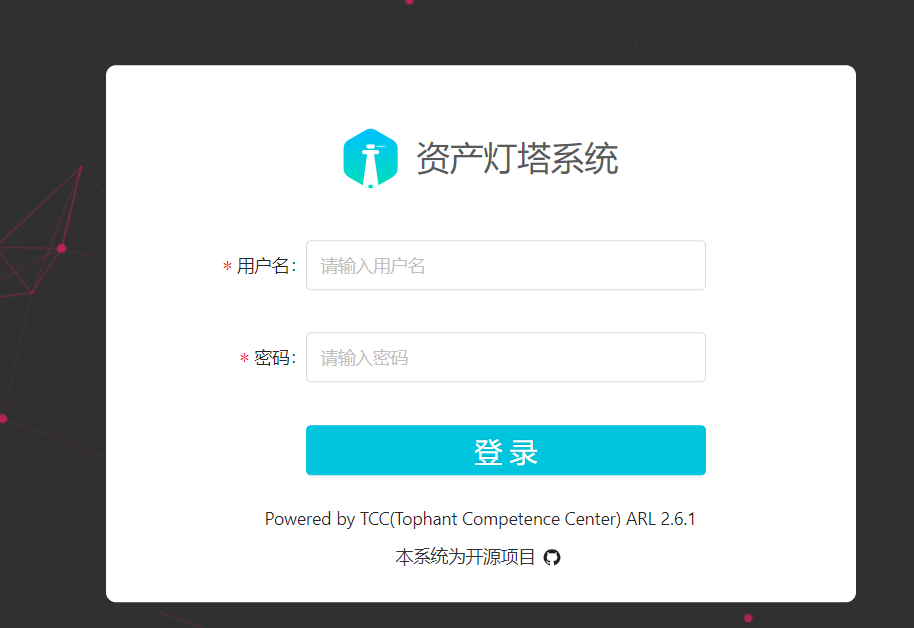 资产灯塔系统
* 用户名:
请输入用户名
* 密码:
请输入密码
登 录
Powered by TCC(Tophant Competence Center) ARL 2.6.1
本系统为开源项目